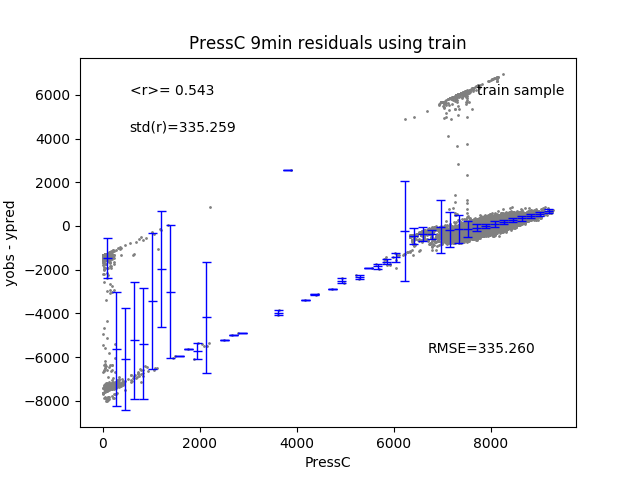 PressC 9min residuals using train
<r>= 0.543
train sample
std(r)=335.259
RMSE=335.260
yobs - ypred
6000
4000
2000
0
−2000
−4000
−6000
−8000
0 2000 4000 6000 8000
PressC